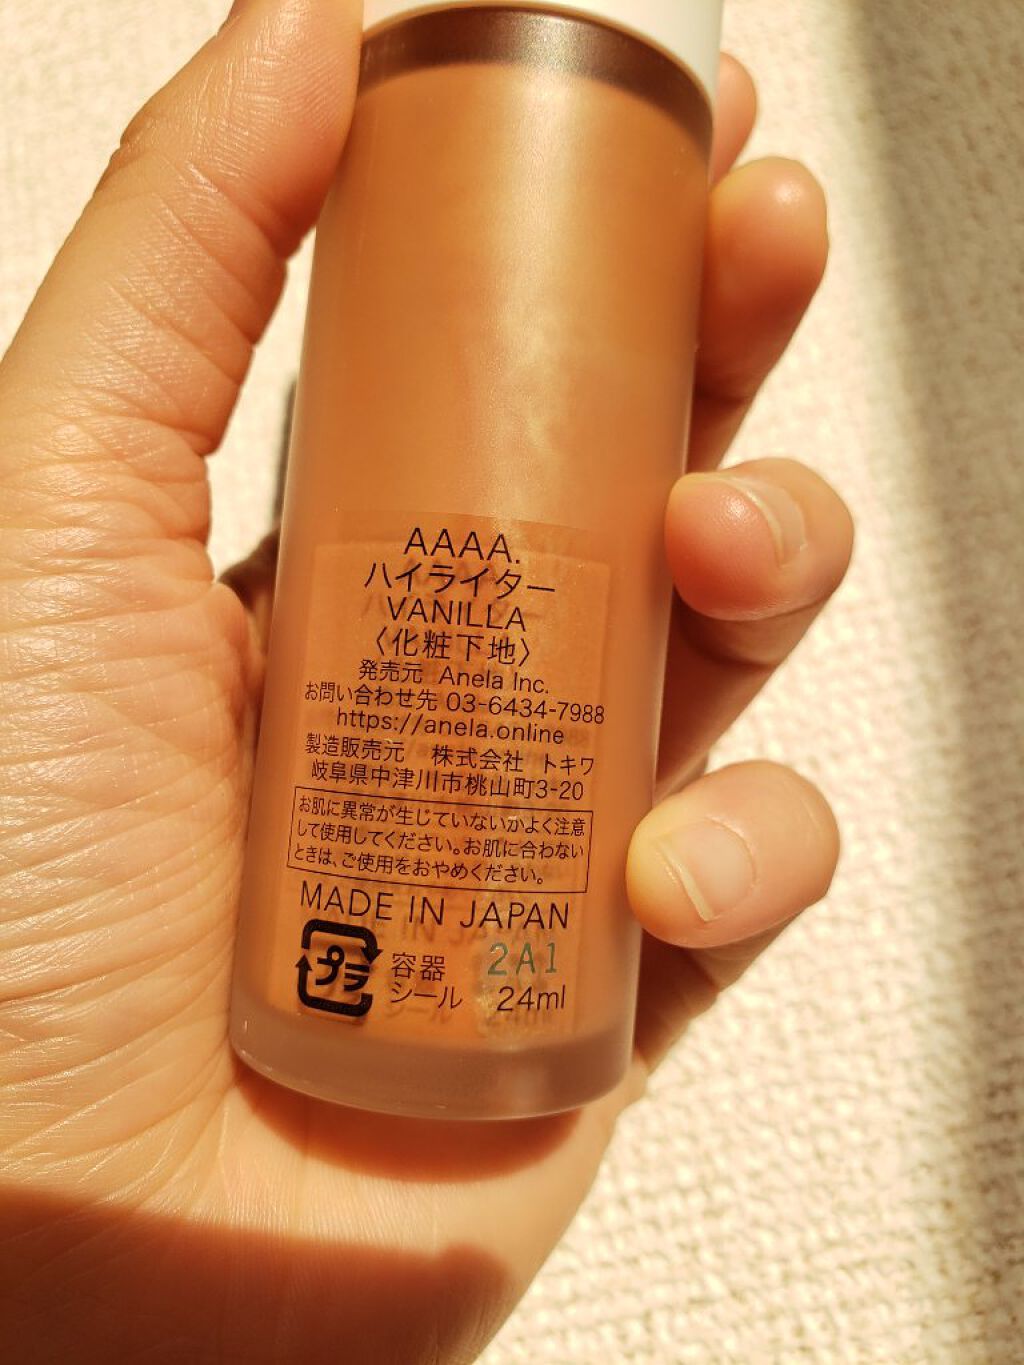 AAAA.
ハイライター
VANILLA
〈化粧下地〉
発売元 Anela Inc.
お問い合わせ先 03-6434-7988
https://anela.online
製造販売元 株式会社 トキワ
岐阜県中津川市桃山町3-20
お肌に異常が生じていないかよく注意
して使用してください。お肌に合わない
ときは、ご使用をおやめください。
MADE IN JAPAN
プラ 容器 2A1
シール 24ml